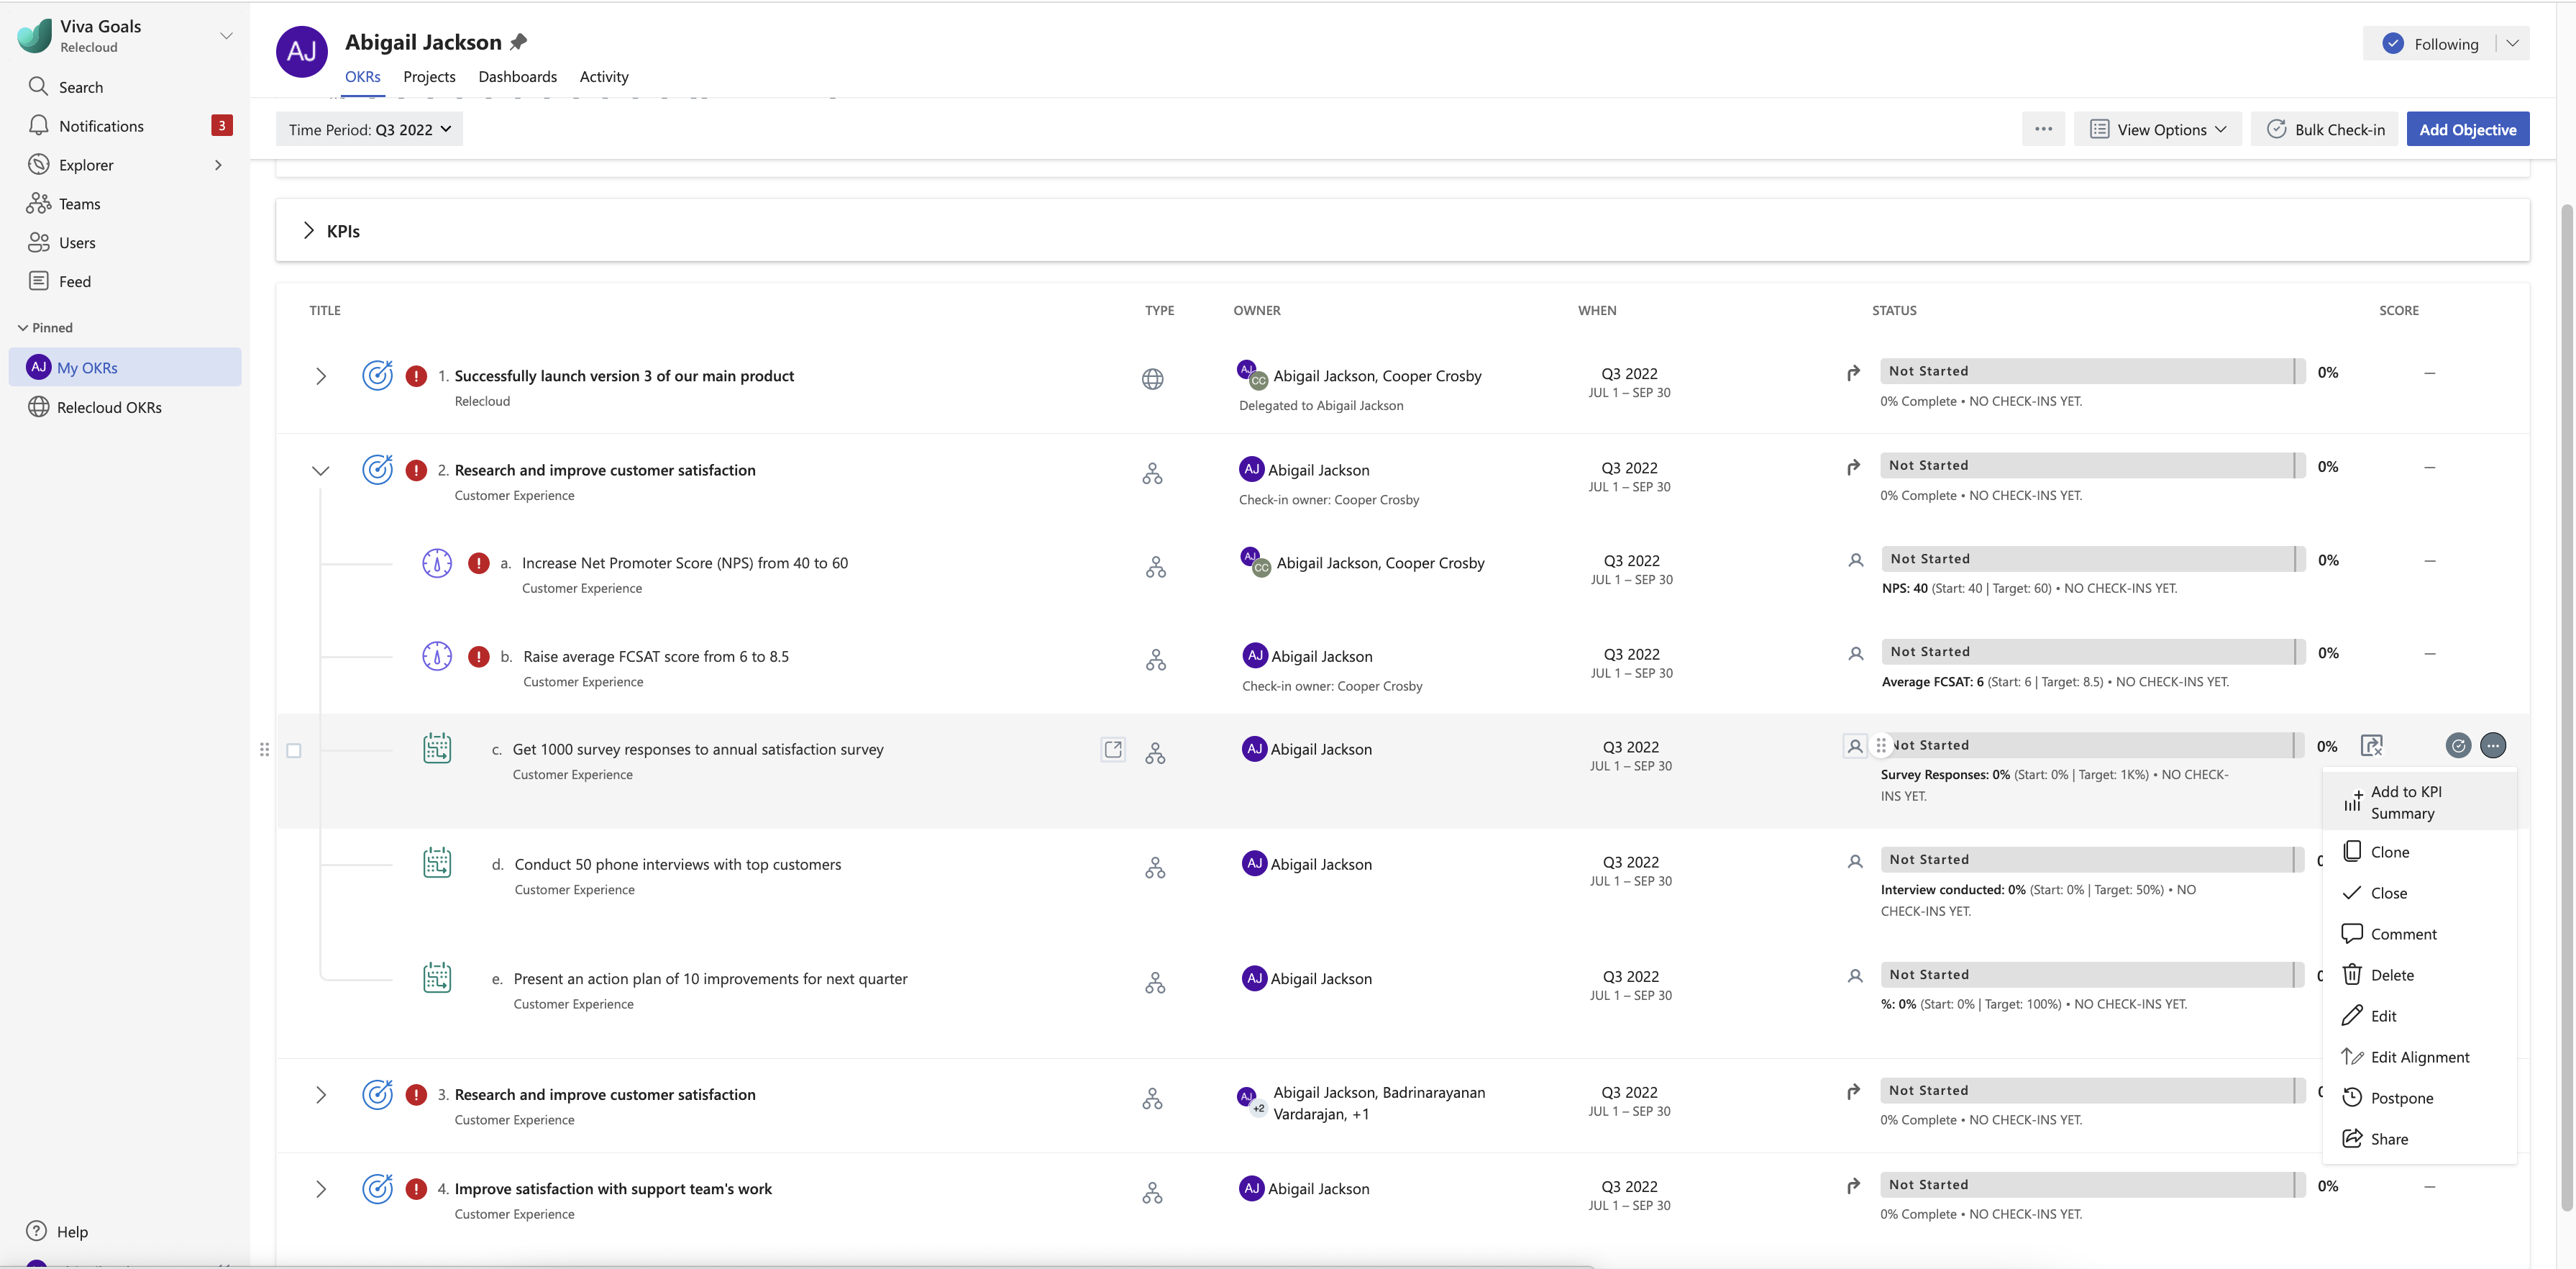 Viva Goals
Relecloud
Search
Notifications
3
Explorer
Teams
Users
Feed
Pinned
AJ My OKRs
Relecloud OKRs
Help
AJ
Abigail Jackson
OKRs Projects Dashboards Activity
Following
Time Period: Q3 2022
View Options
Bulk Check-in
Add Objective
KPIs
TITLE TYPE OWNER WHEN STATUS SCORE
1. Successfully launch version 3 of our main product
Relecloud
AJ CC Abigail Jackson, Cooper Crosby
Delegated to Abigail Jackson
Q3 2022
JUL 1 – SEP 30
Not Started 0% –
0% Complete • NO CHECK-INS YET.
2. Research and improve customer satisfaction
Customer Experience
AJ Abigail Jackson
Check-in owner: Cooper Crosby
Q3 2022
JUL 1 – SEP 30
Not Started 0% –
0% Complete • NO CHECK-INS YET.
a. Increase Net Promoter Score (NPS) from 40 to 60
Customer Experience
AJ CC Abigail Jackson, Cooper Crosby
Q3 2022
JUL 1 – SEP 30
Not Started 0% –
NPS: 40 (Start: 40 | Target: 60) • NO CHECK-INS YET.
b. Raise average FCSAT score from 6 to 8.5
Customer Experience
AJ Abigail Jackson
Check-in owner: Cooper Crosby
Q3 2022
JUL 1 – SEP 30
Not Started 0% –
Average FCSAT: 6 (Start: 6 | Target: 8.5) • NO CHECK-INS YET.
c. Get 1000 survey responses to annual satisfaction survey
Customer Experience
AJ Abigail Jackson
Q3 2022
JUL 1 – SEP 30
Not Started 0%
Survey Responses: 0% (Start: 0% | Target: 1K%) • NO CHECK-
INS YET.
d. Conduct 50 phone interviews with top customers
Customer Experience
AJ Abigail Jackson
Q3 2022
JUL 1 – SEP 30
Not Started
Interview conducted: 0% (Start: 0% | Target: 50%) • NO
CHECK-INS YET.
e. Present an action plan of 10 improvements for next quarter
Customer Experience
AJ Abigail Jackson
Q3 2022
JUL 1 – SEP 30
Not Started
%: 0% (Start: 0% | Target: 100%) • NO CHECK-INS YET.
3. Research and improve customer satisfaction
Customer Experience
AJ +2 Abigail Jackson, Badrinarayanan
Vardarajan, +1
Q3 2022
JUL 1 – SEP 30
Not Started
0% Complete • NO CHECK-INS YET.
4. Improve satisfaction with support team's work
Customer Experience
AJ Abigail Jackson
Q3 2022
JUL 1 – SEP 30
Not Started 0% –
0% Complete • NO CHECK-INS YET.
Add to KPI
Summary
Clone
Close
Comment
Delete
Edit
Edit Alignment
Postpone
Share